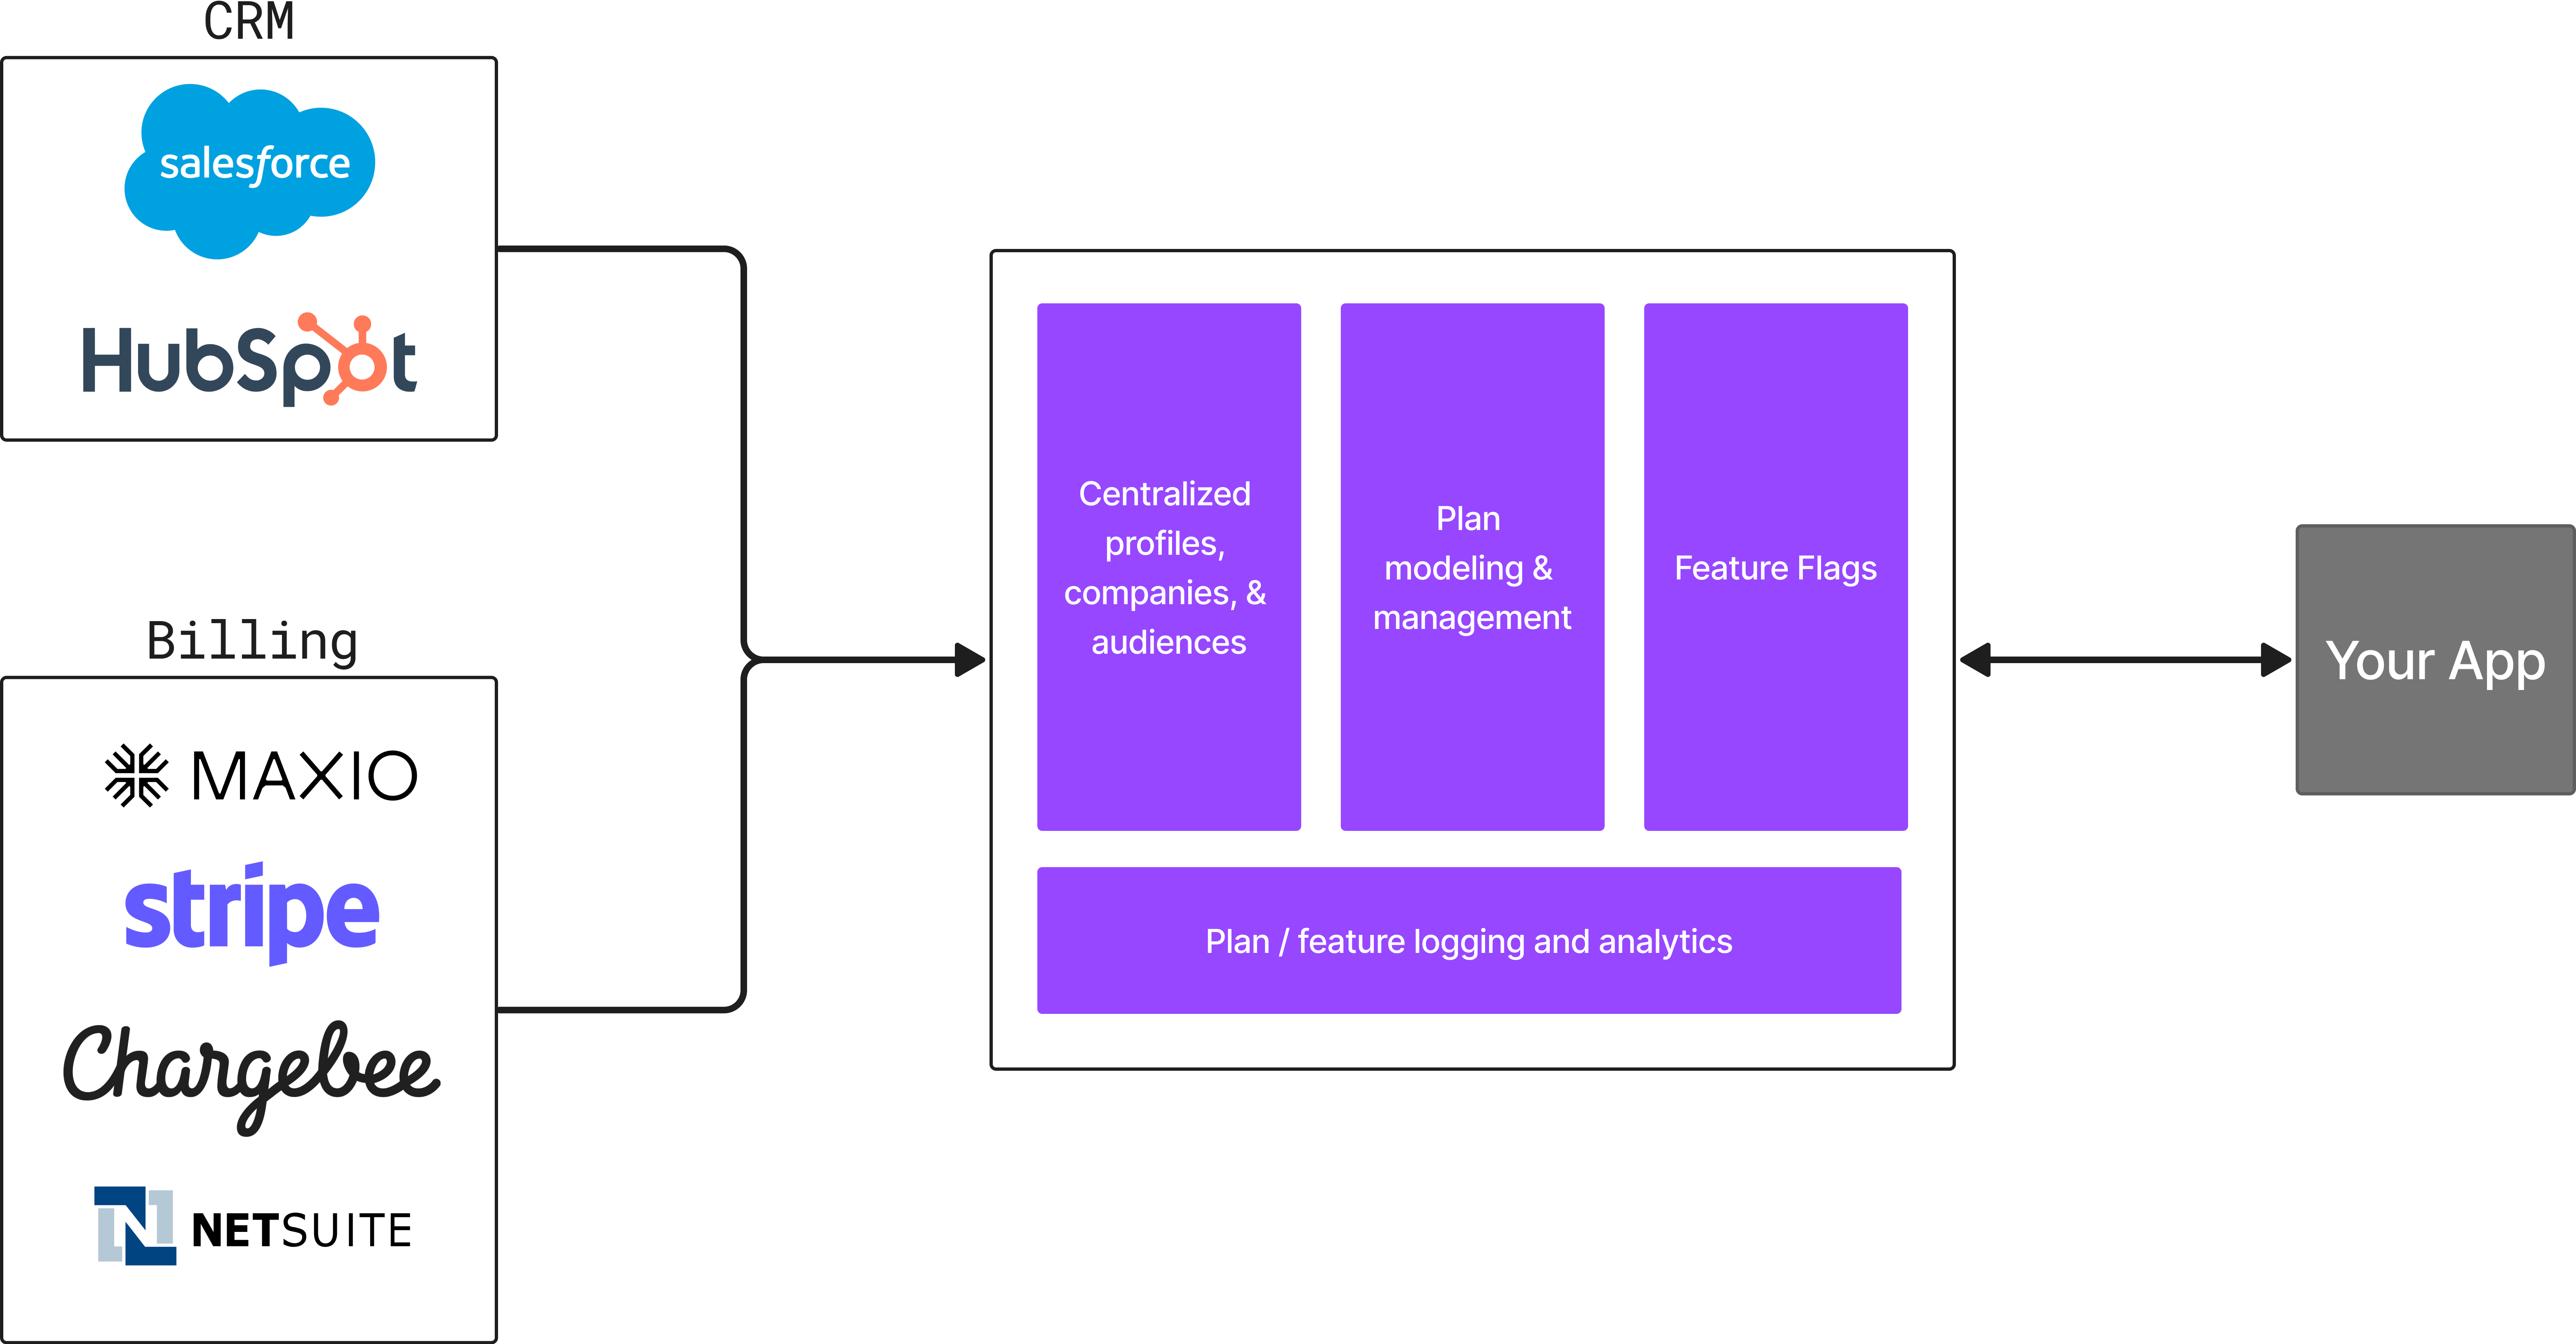 CRM
salesforce
HubSpot
Billing
MAXIO
stripe
Chargebee
NETSUITE
Centralized
profiles,
companies, &
audiences
Plan
modeling &
management
Feature Flags
Plan / feature logging and analytics
Your App